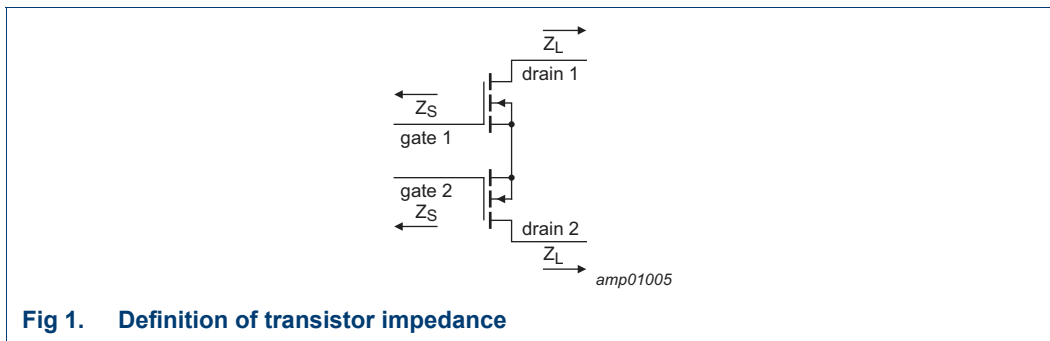 Z_L
drain 1
Z_S
gate 1
gate 2
Z_S
drain 2
Z_L
amp01005
Fig 1. Definition of transistor impedance